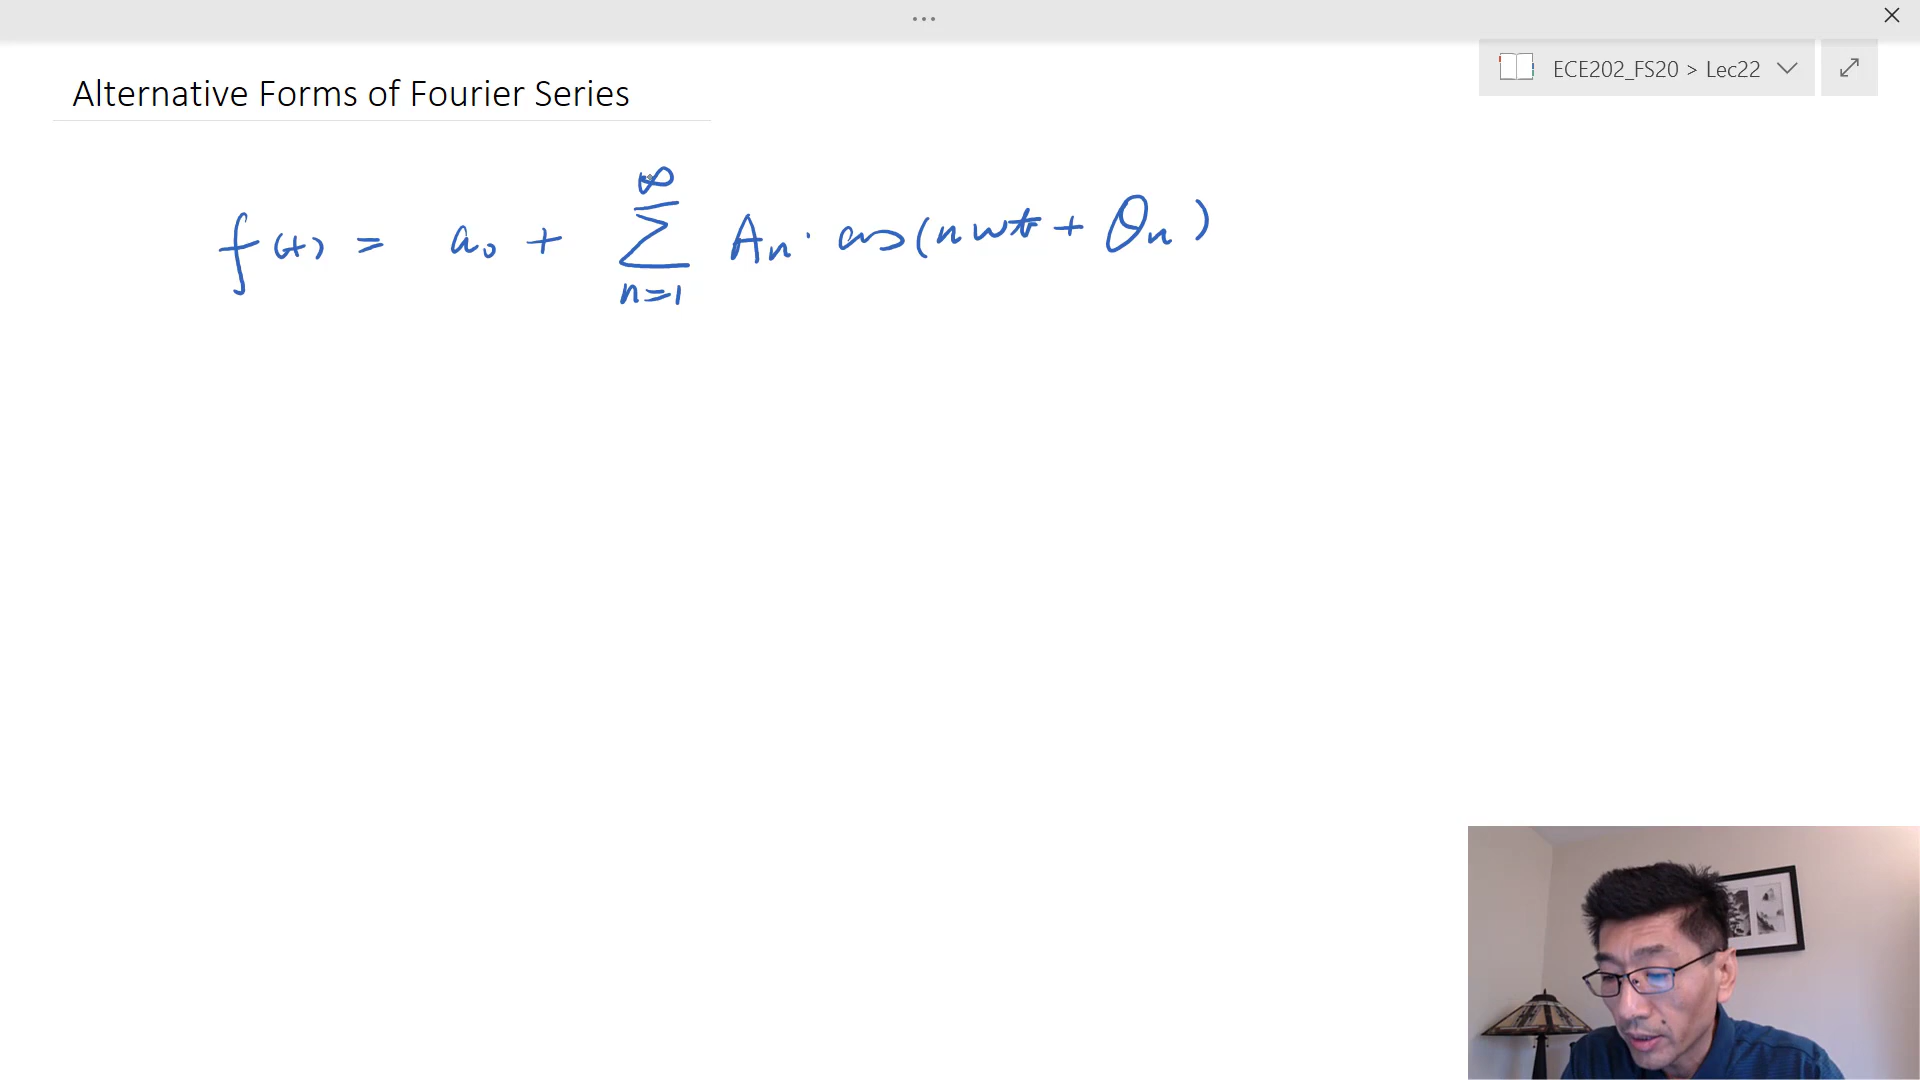 ECE202_FS20 > Lec22
Alternative Forms of Fourier Series
f(t) = a₀ + ∑_{n=1}^{∞} Aₙ · cos(nωt + θₙ)